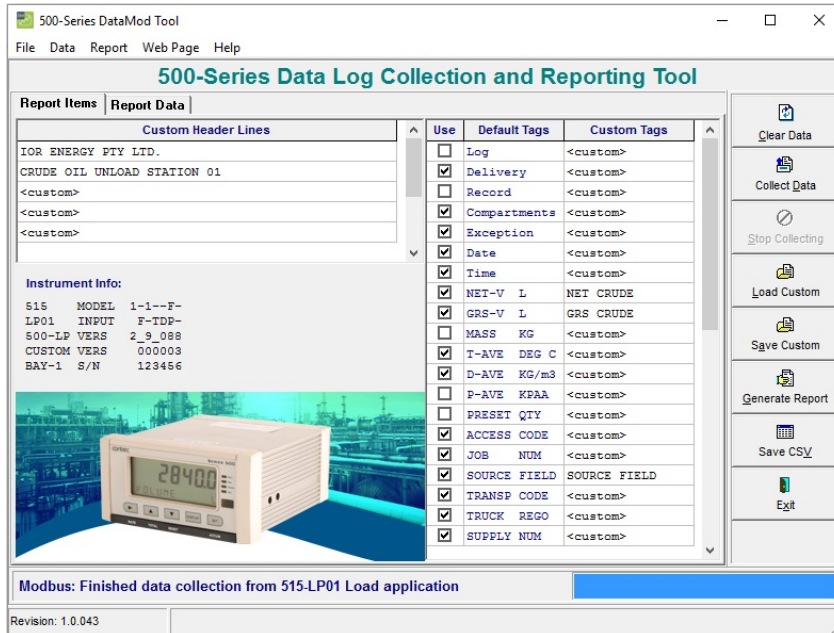 500-Series DataMod Tool
File Data Report Web Page Help
500-Series Data Log Collection and Reporting Tool
Report Items Report Data
Custom Header Lines
IOR ENERGY PTY LTD.
CRUDE OIL UNLOAD STATION 01
<custom>
<custom>
<custom>
Instrument Info:
515 MODEL 1-1--F-
LP01 INPUT F-TDP-
500-LP VERS 2_9_088
CUSTOM VERS 000003
BAY-1 S/N 123456
contrec
Series 500
2840.0
VOLUME
Use Default Tags Custom Tags
Log <custom>
Delivery <custom>
Record <custom>
Compartments <custom>
Exception <custom>
Date <custom>
Time <custom>
NET-V L NET CRUDE
GRS-V L GRS CRUDE
MASS KG <custom>
T-AVE DEG C <custom>
D-AVE KG/m3 <custom>
P-AVE KPAA <custom>
PRESET QTY <custom>
ACCESS CODE <custom>
JOB NUM <custom>
SOURCE FIELD SOURCE FIELD
TRANSP CODE <custom>
TRUCK REGO <custom>
SUPPLY NUM <custom>
Clear Data
Collect Data
Stop Collecting
Load Custom
Save Custom
Generate Report
Save CSV
Exit
Modbus: Finished data collection from 515-LP01 Load application
Revision: 1.0.043